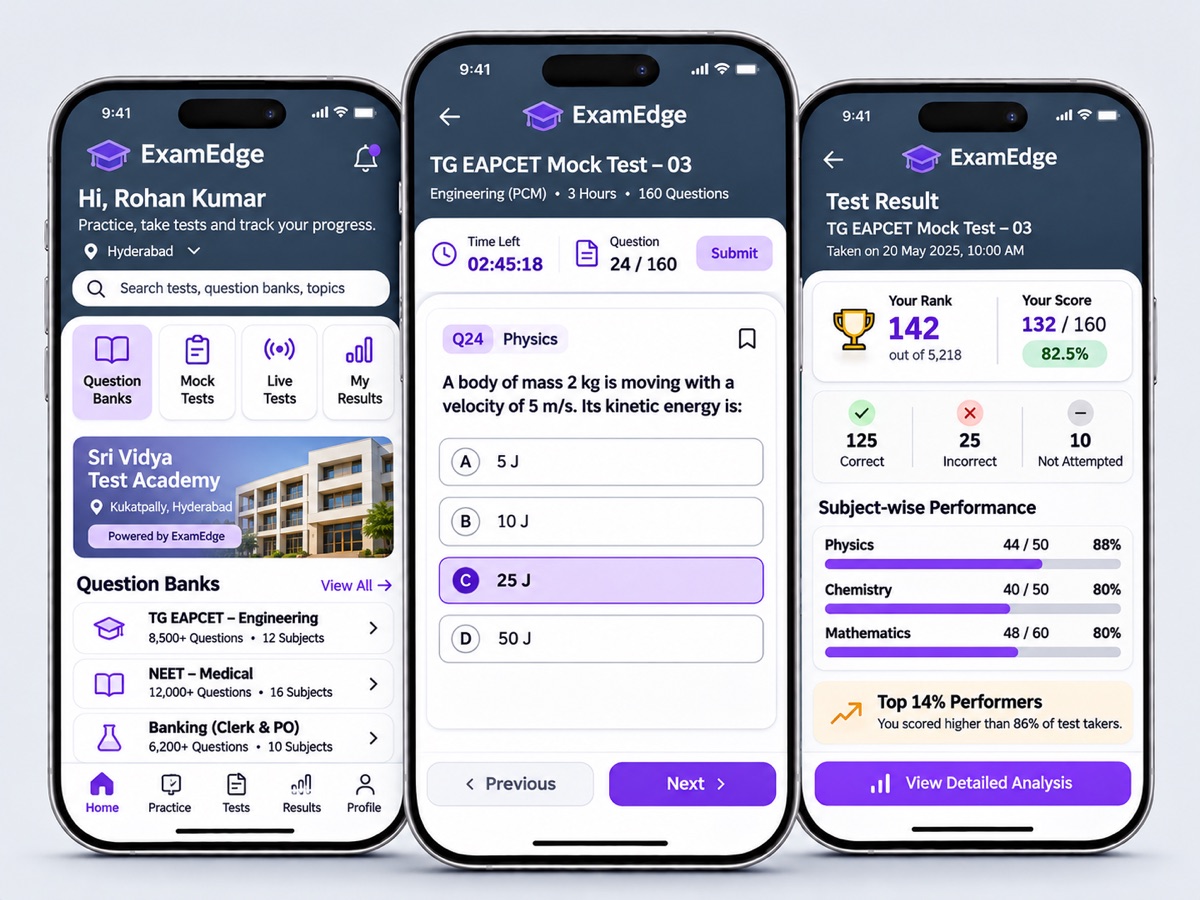 9:41
ExamEdge
Hi, Rohan Kumar
Practice, take tests and track your progress.
Hyderabad
Search tests, question banks, topics
Question
Banks
Mock
Tests
Live
Tests
My
Results
Sri Vidya
Test Academy
Kukatpally, Hyderabad
Powered by ExamEdge
Question Banks
View All →
TG EAPCET – Engineering
8,500+ Questions • 12 Subjects
NEET – Medical
12,000+ Questions • 16 Subjects
Banking (Clerk & PO)
6,200+ Questions • 10 Subjects
Home
Practice
Tests
Results
Profile
9:41
ExamEdge
TG EAPCET Mock Test – 03
Engineering (PCM) • 3 Hours • 160 Questions
Time Left
02:45:18
Question
24 / 160
Submit
Q24 Physics
A body of mass 2 kg is moving with a
velocity of 5 m/s. Its kinetic energy is:
A 5 J
B 10 J
C 25 J
D 50 J
Previous
Next
9:41
ExamEdge
Test Result
TG EAPCET Mock Test – 03
Taken on 20 May 2025, 10:00 AM
Your Rank
142
out of 5,218
Your Score
132 / 160
82.5%
125
Correct
25
Incorrect
10
Not Attempted
Subject-wise Performance
Physics 44 / 50 88%
Chemistry 40 / 50 80%
Mathematics 48 / 60 80%
Top 14% Performers
You scored higher than 86% of test takers.
View Detailed Analysis